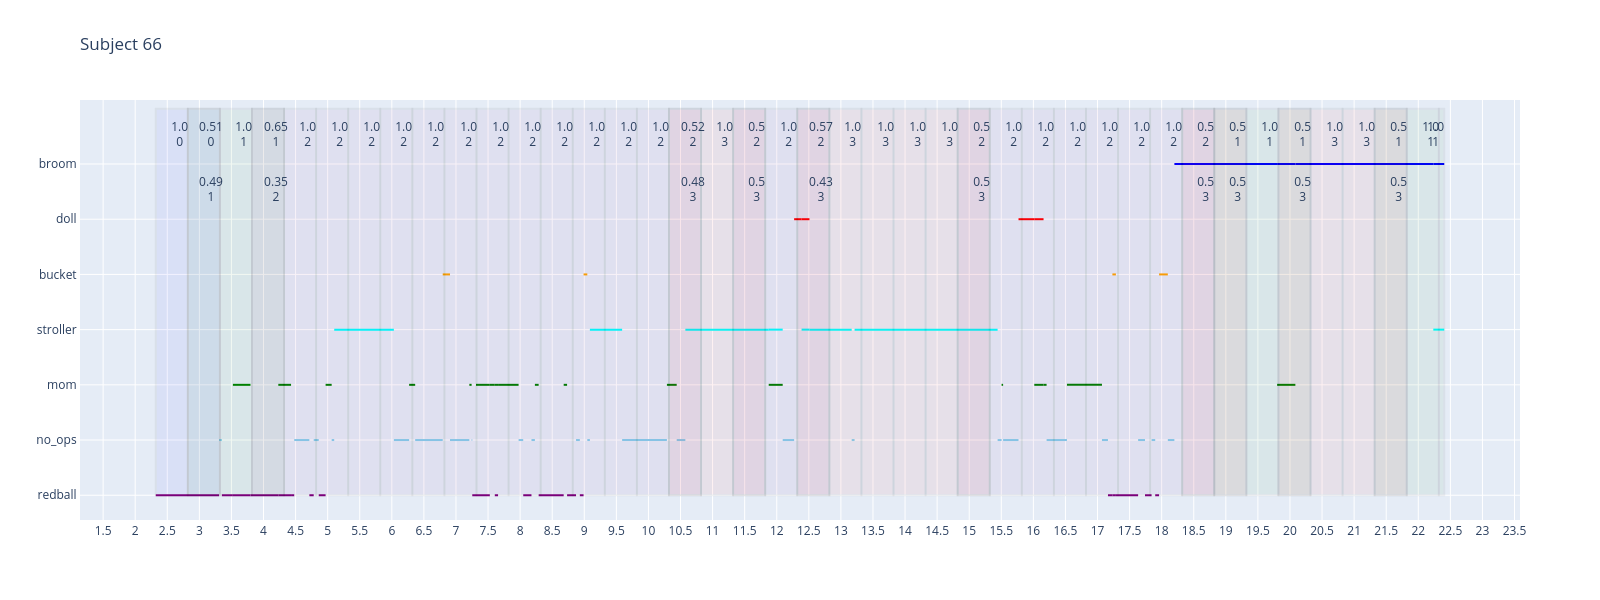 Subject 66
1.0 0.51 1.0 0.65 1.0 1.0 1.0 1.0 1.0 1.0 1.0 1.0 1.0 1.0 1.0 1.0 0.52 1.0 0.5 1.0 0.57 1.0 1.0 1.0 1.0 0.5 1.0 1.0 1.0 1.0 1.0 1.0 0.5 0.5 1.0 0.5 1.0 1.0 0.5 1.0 1.0
0 0 1 1 2 2 2 2 2 2 2 2 2 2 2 2 2 3 2 2 2 3 3 3 3 2 2 2 2 2 2 2 2 1 1 1 3 3 1 1 1
broom
0.49 0.35 0.48 0.5 0.43 0.5 0.5 0.5 0.5 0.5
1 2 3 3 3 3 3 3 3 3
doll
bucket
stroller
mom
no_ops
redball
1.5 2 2.5 3 3.5 4 4.5 5 5.5 6 6.5 7 7.5 8 8.5 9 9.5 10 10.5 11 11.5 12 12.5 13 13.5 14 14.5 15 15.5 16 16.5 17 17.5 18 18.5 19 19.5 20 20.5 21 21.5 22 22.5 23 23.5